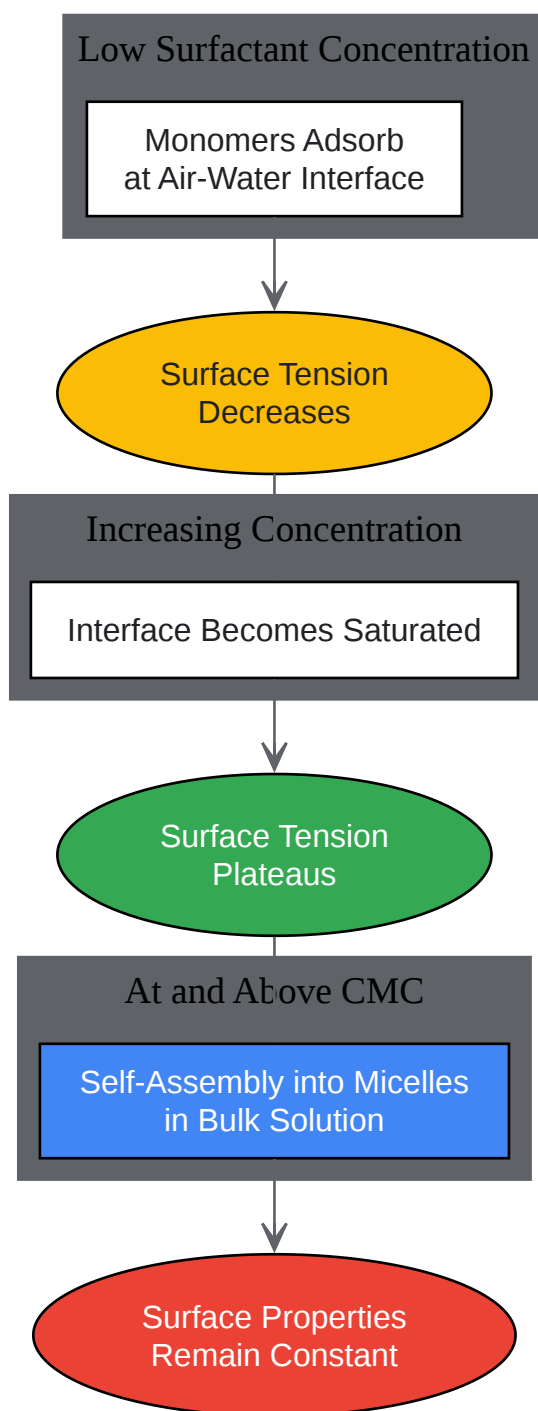 Low Surfactant Concentration
Monomers Adsorb
at Air-Water Interface
Surface Tension
Decreases
Increasing Concentration
Interface Becomes Saturated
Surface Tension
Plateaus
At and Above CMC
Self-Assembly into Micelles
in Bulk Solution
Surface Properties
Remain Constant